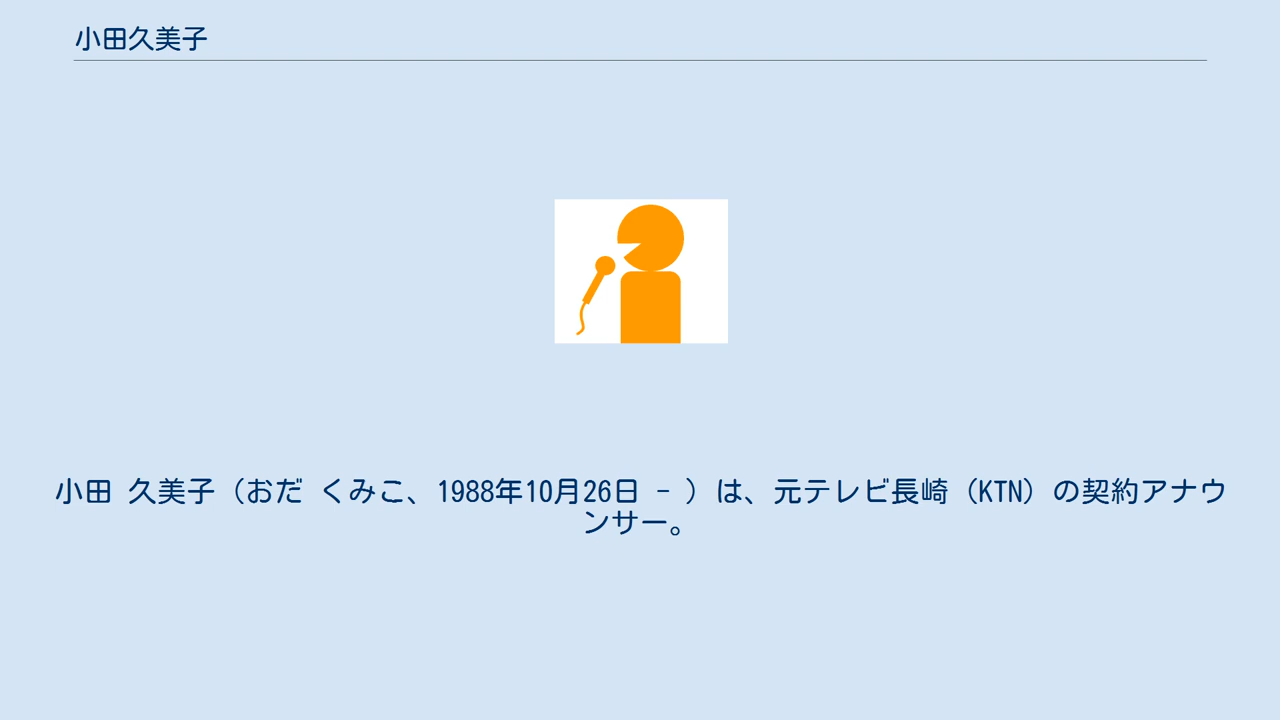 小田久美子
小田 久美子（おだ くみこ、1988年10月26日 - ）は、元テレビ長崎（KTN）の契約アナウ
ンサー。